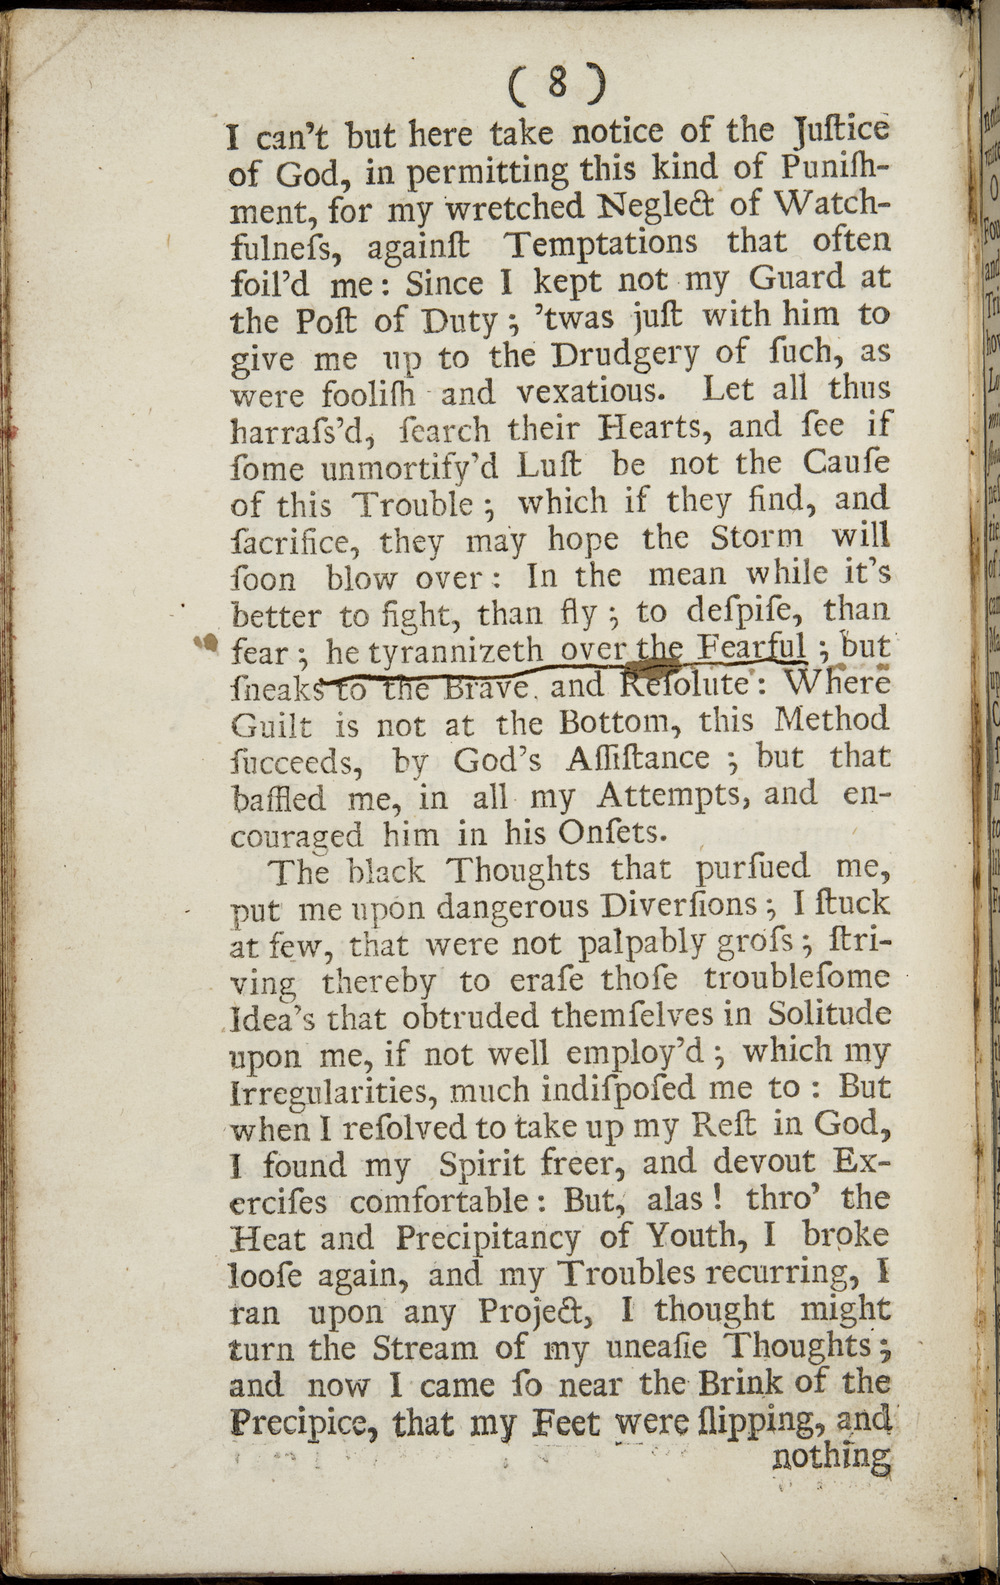 ( 8 )
I can't but here take notice of the Juſtice
of God, in permitting this kind of Puniſh-
ment, for my wretched Neglect of Watch-
fulneſs, againſt Temptations that often
foil'd me: Since I kept not my Guard at
the Poſt of Duty; 'twas juſt with him to
give me up to the Drudgery of ſuch, as
were fooliſh and vexatious. Let all thus
harraſs'd, ſearch their Hearts, and ſee if
ſome unmortify'd Luſt be not the Cauſe
of this Trouble; which if they find, and
ſacrifice, they may hope the Storm will
ſoon blow over: In the mean while it's
better to fight, than fly; to deſpiſe, than
fear; he tyrannizeth over the Fearful; but
ſneaks to the Brave. and Reſolute: Where
Guilt is not at the Bottom, this Method
ſucceeds, by God's Aſſiſtance; but that
baffled me, in all my Attempts, and en-
couraged him in his Onſets.
The black Thoughts that purſued me,
put me upon dangerous Diverſions; I ſtuck
at few, that were not palpably groſs; ſtri-
ving thereby to eraſe thoſe troubleſome
Idea's that obtruded themſelves in Solitude
upon me, if not well employ'd; which my
Irregularities, much indiſpoſed me to: But
when I reſolved to take up my Reſt in God,
I found my Spirit freer, and devout Ex-
erciſes comfortable: But, alas! thro' the
Heat and Precipitancy of Youth, I broke
looſe again, and my Troubles recurring, I
ran upon any Project, I thought might
turn the Stream of my uneaſie Thoughts;
and now I came ſo near the Brink of the
Precipice, that my Feet were ſlipping, and
nothing